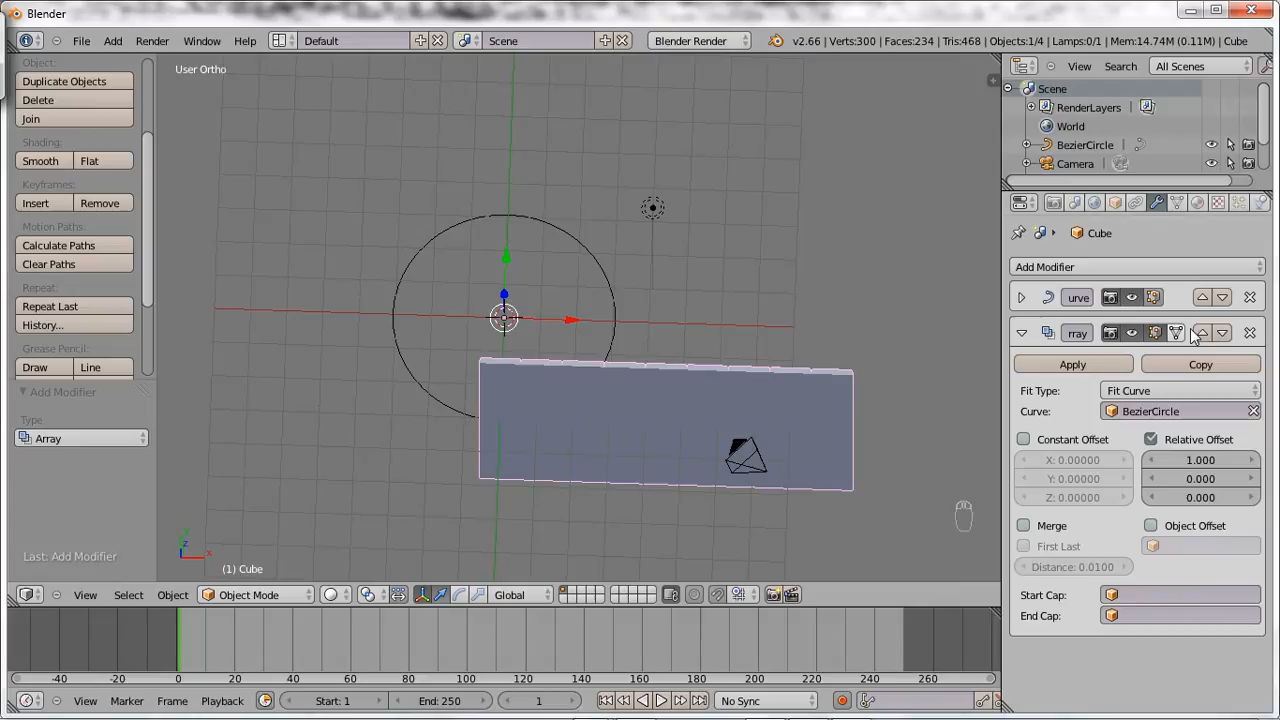 Blender
File Add Render Window Help Default Scene Blender Render v2.66 | Verts:300 | Faces:234 | Tris:468 | Objects:1/4 | Lamps:0/1 | Mem:14.74M (0.11M) | Cube
Object:
Duplicate Objects
Delete
Join
Shading:
Smooth Flat
Keyframes:
Insert Remove
Motion Paths:
Calculate Paths
Clear Paths
Repeat:
Repeat Last
History...
Grease Pencil:
Draw Line
Add Modifier
Type
Array
Last: Add Modifier
User Ortho
y
z
x
(1) Cube
View Select Object Object Mode Global
View Search All Scenes
Scene
RenderLayers
World
BezierCircle
Camera
Cube
Add Modifier
urve
rray
Apply Copy
Fit Type: Fit Curve
Curve: BezierCircle
Constant Offset Relative Offset
X: 0.00000 1.000
Y: 0.00000 0.000
Z: 0.00000 0.000
Merge Object Offset
First Last
Distance: 0.0100
Start Cap:
End Cap:
-40 -20 0 20 40 60 80 100 120 140 160 180 200 220 240 260
View Marker Frame Playback Start: 1 End: 250 1 No Sync